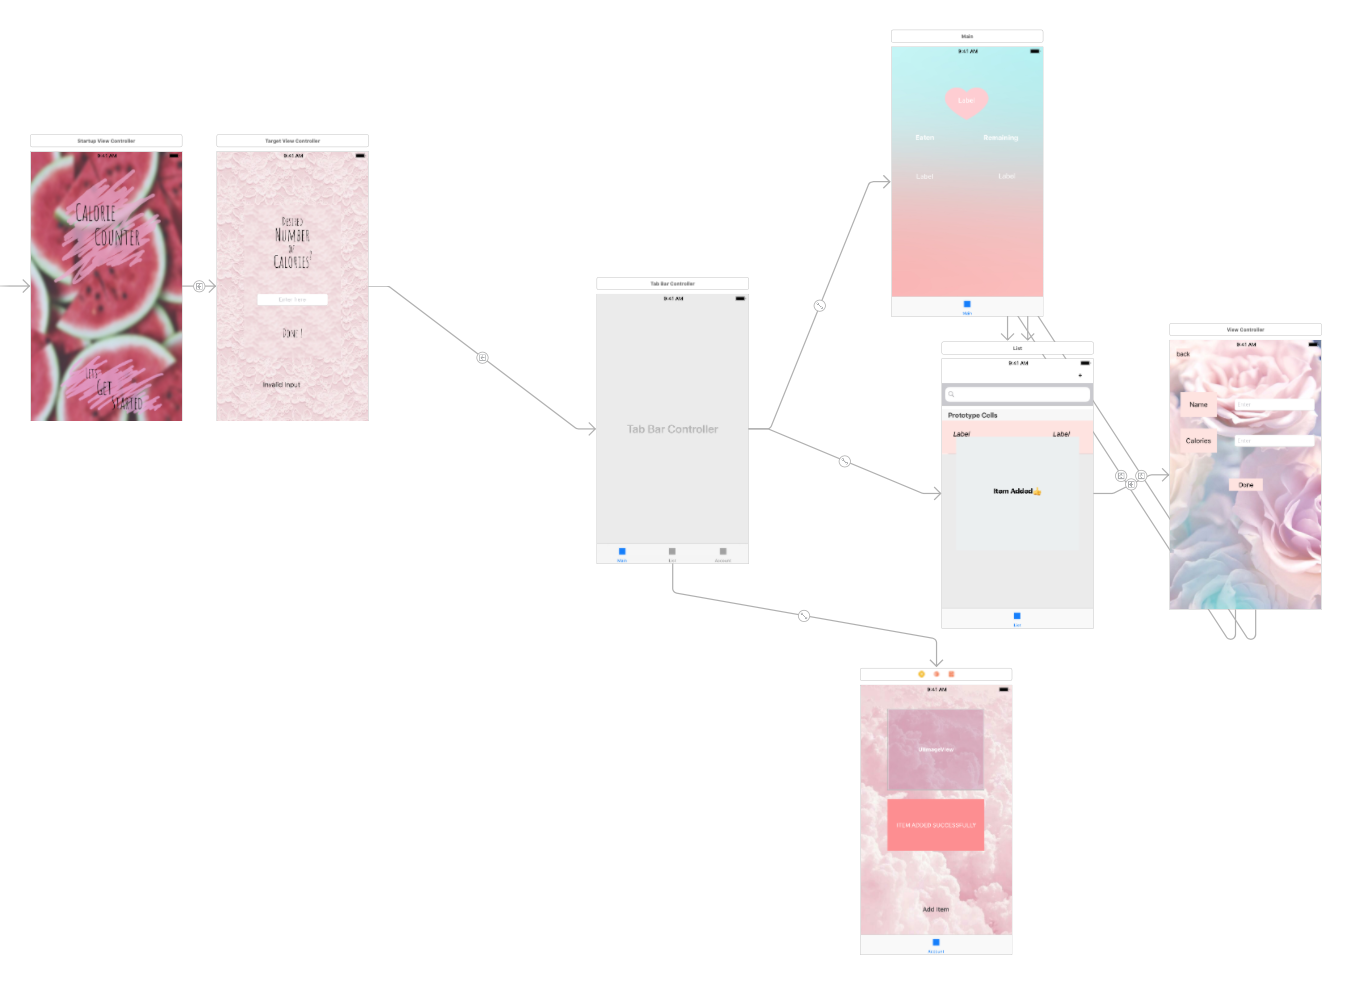 Main
9:41 AM
Label
Eaten
Remaining
Label
Label
Main
Startup View Controller
9:41 AM
CALORIE
COUNTER
LET'S
GET
STARTED
Target View Controller
9:41 AM
DESIRED
NUMBER
OF
CALORIES?
Enter here
DONE !
Invalid Input
Tab Bar Controller
9:41 AM
Tab Bar Controller
Main
List
Account
List
9:41 AM
+
Prototype Cells
Label
Label
Item Added👍
List
View Controller
9:41 AM
back
Name
Enter
Calories
Enter
Done
9:41 AM
ITEM ADDED SUCCESSFULLY
Add Item
Account